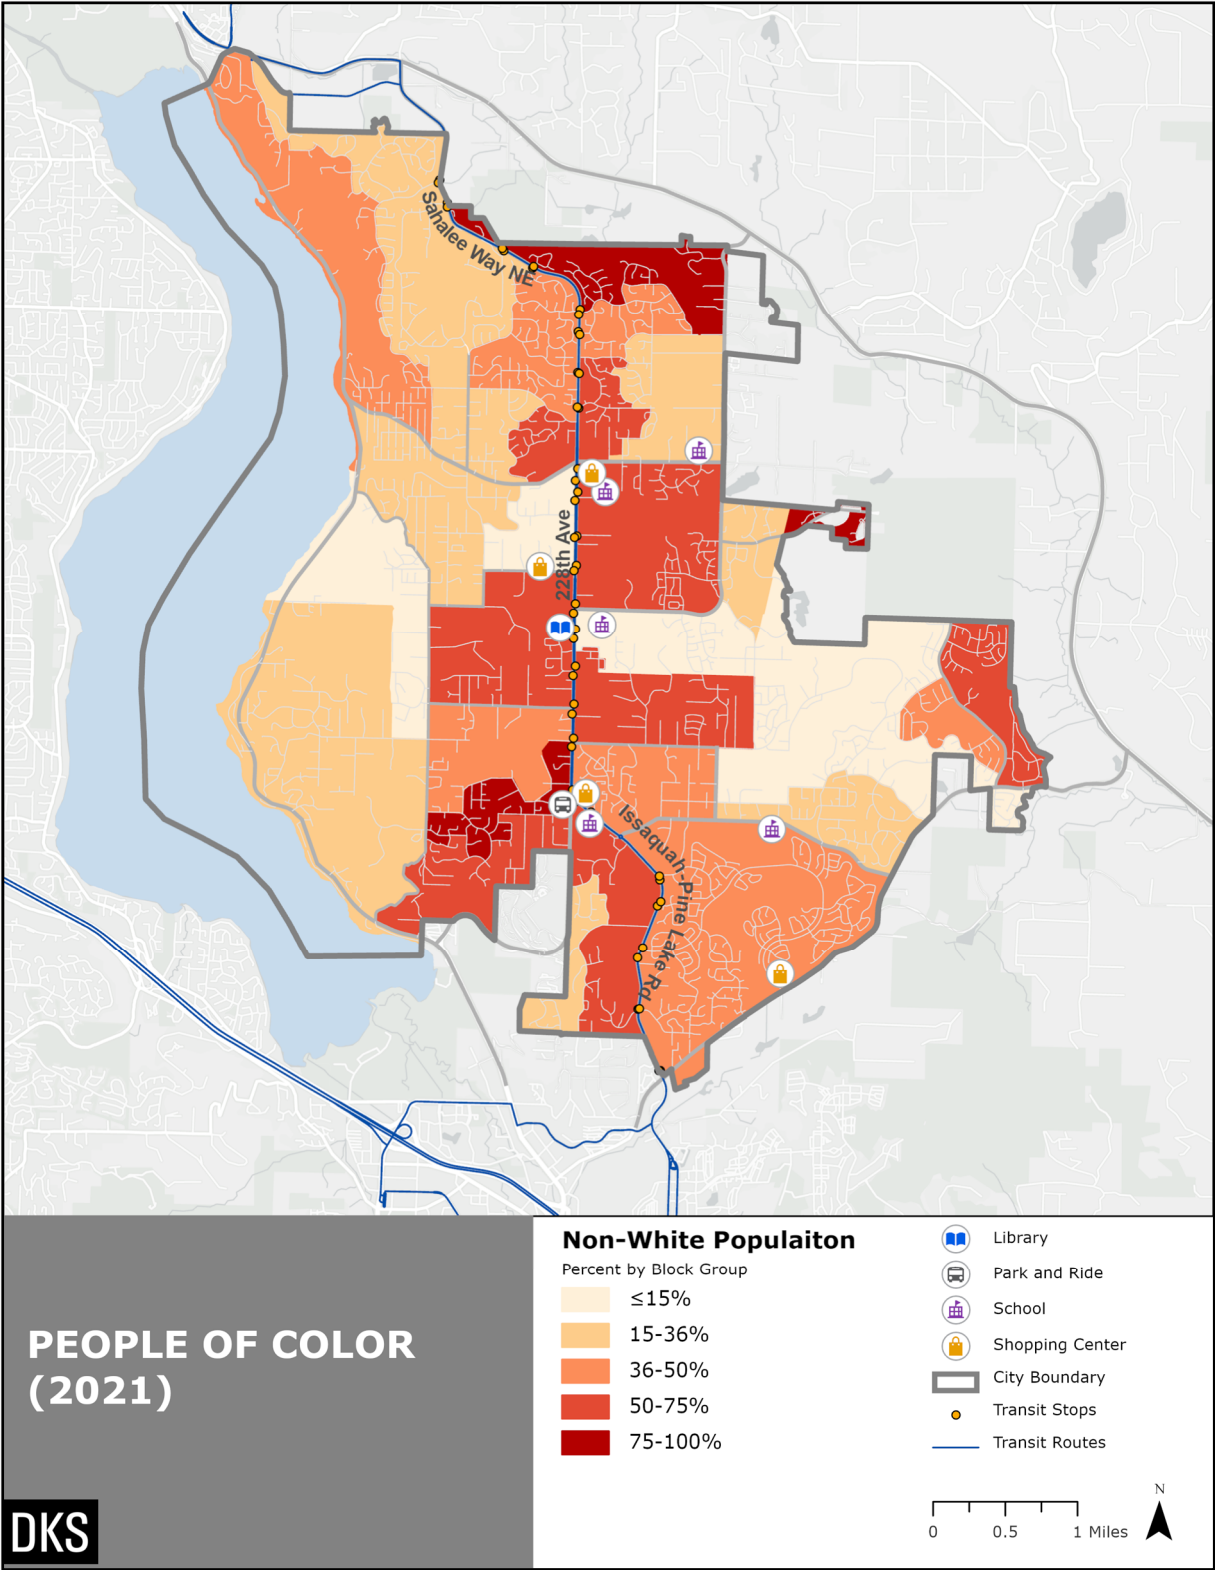 Sahalee Way NE
228th Ave
Issaquah-Pine Lake Rd
PEOPLE OF COLOR
(2021)
DKS
Non-White Populaiton
Percent by Block Group
≤15%
15-36%
36-50%
50-75%
75-100%
Library
Park and Ride
School
Shopping Center
City Boundary
Transit Stops
Transit Routes
N
0 0.5 1 Miles